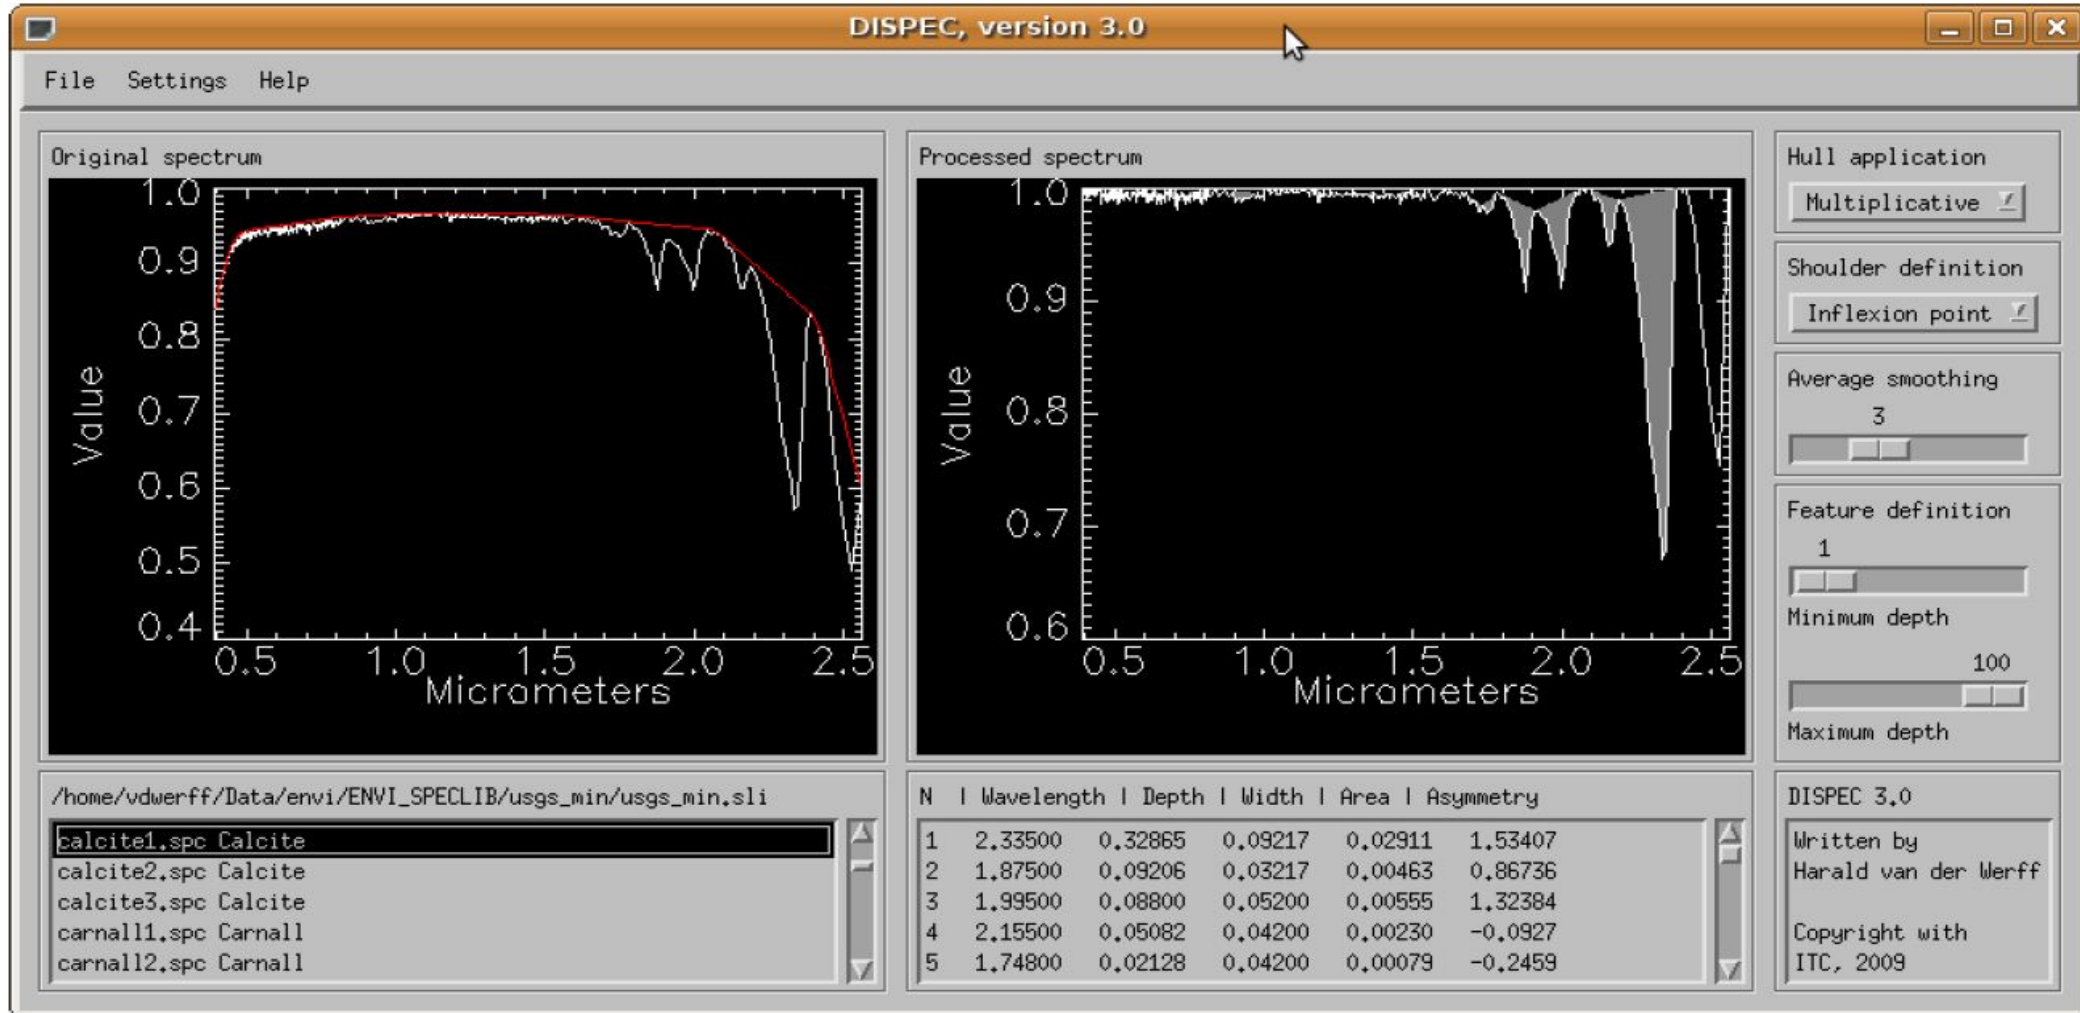 DISPEC, version 3.0
File Settings Help
Original spectrum
1.0
0.9
0.8
0.7
0.6
0.5
0.4
Value
0.5 1.0 1.5 2.0 2.5
Micrometers
Processed spectrum
1.0
0.9
0.8
0.7
0.6
Value
0.5 1.0 1.5 2.0 2.5
Micrometers
Hull application
Multiplicative
Shoulder definition
Inflexion point
Average smoothing
3
Feature definition
1
Minimum depth
100
Maximum depth
/home/vdwerff/Data/envi/ENVI_SPECLIB/usgs_min/usgs_min.sli
calcite1.spc Calcite
calcite2.spc Calcite
calcite3.spc Calcite
carnall1.spc Carnall
carnall2.spc Carnall
N | Wavelength | Depth | Width | Area | Asymmetry
1 2.33500 0.32865 0.09217 0.02911 1.53407
2 1.87500 0.09206 0.03217 0.00463 0.86736
3 1.99500 0.08800 0.05200 0.00555 1.32384
4 2.15500 0.05082 0.04200 0.00230 -0.0927
5 1.74800 0.02128 0.04200 0.00079 -0.2459
DISPEC 3.0
Written by
Harald van der Werff
Copyright with
ITC, 2009